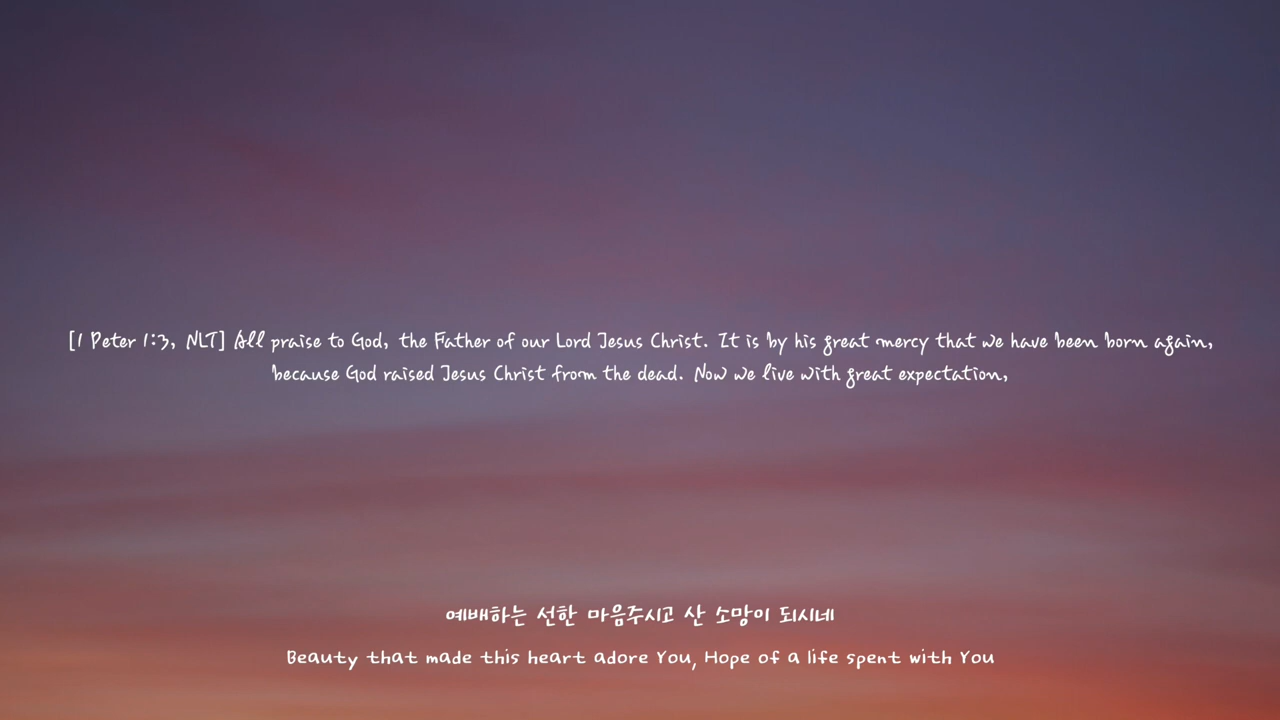 [1 Peter 1:3, NLT] All praise to God, the Father of our Lord Jesus Christ. It is by his great mercy that we have been born again,
because God raised Jesus Christ from the dead. Now we live with great expectation,
예배하는 선한 마음주시고 산 소망이 되시네
Beauty that made this heart adore You, Hope of a life spent with You